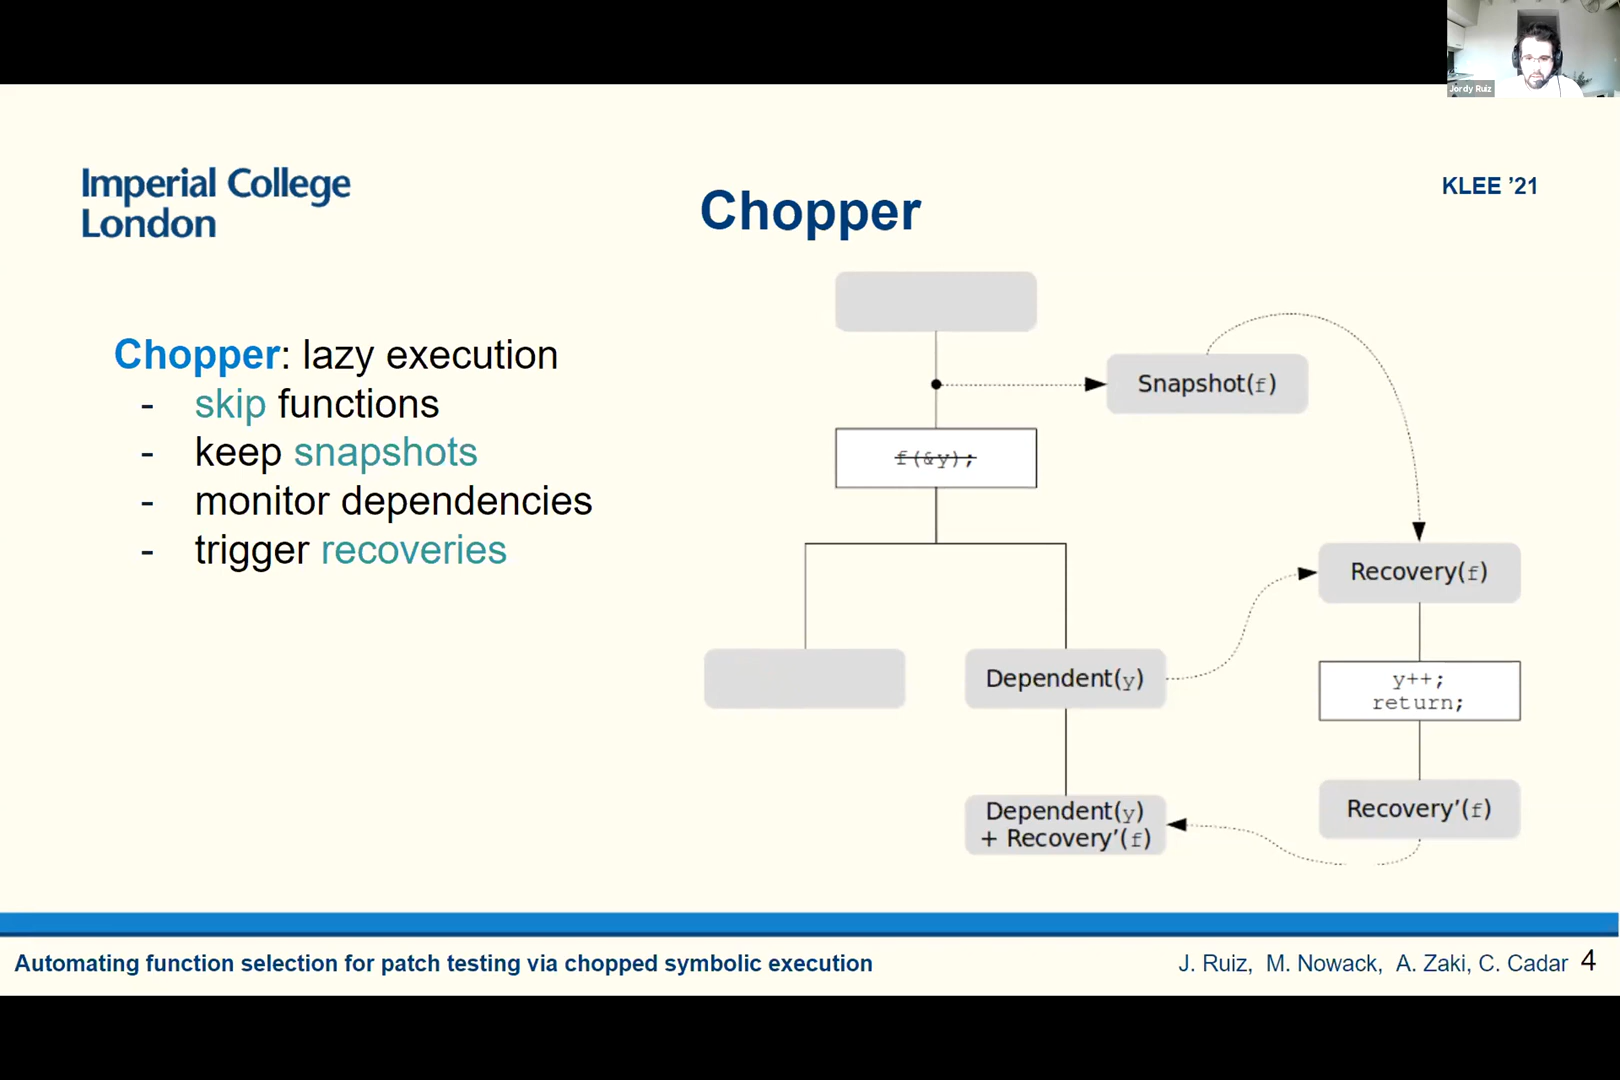 Jordy Ruiz
Imperial College
London
Chopper
KLEE ’21
Chopper: lazy execution
- skip functions
- keep snapshots
- monitor dependencies
- trigger recoveries
Snapshot(f)
f(&y);
Recovery(f)
Dependent(y)
y++;
return;
Dependent(y)
+ Recovery’(f)
Recovery’(f)
Automating function selection for patch testing via chopped symbolic execution
J. Ruiz, M. Nowack, A. Zaki, C. Cadar 4